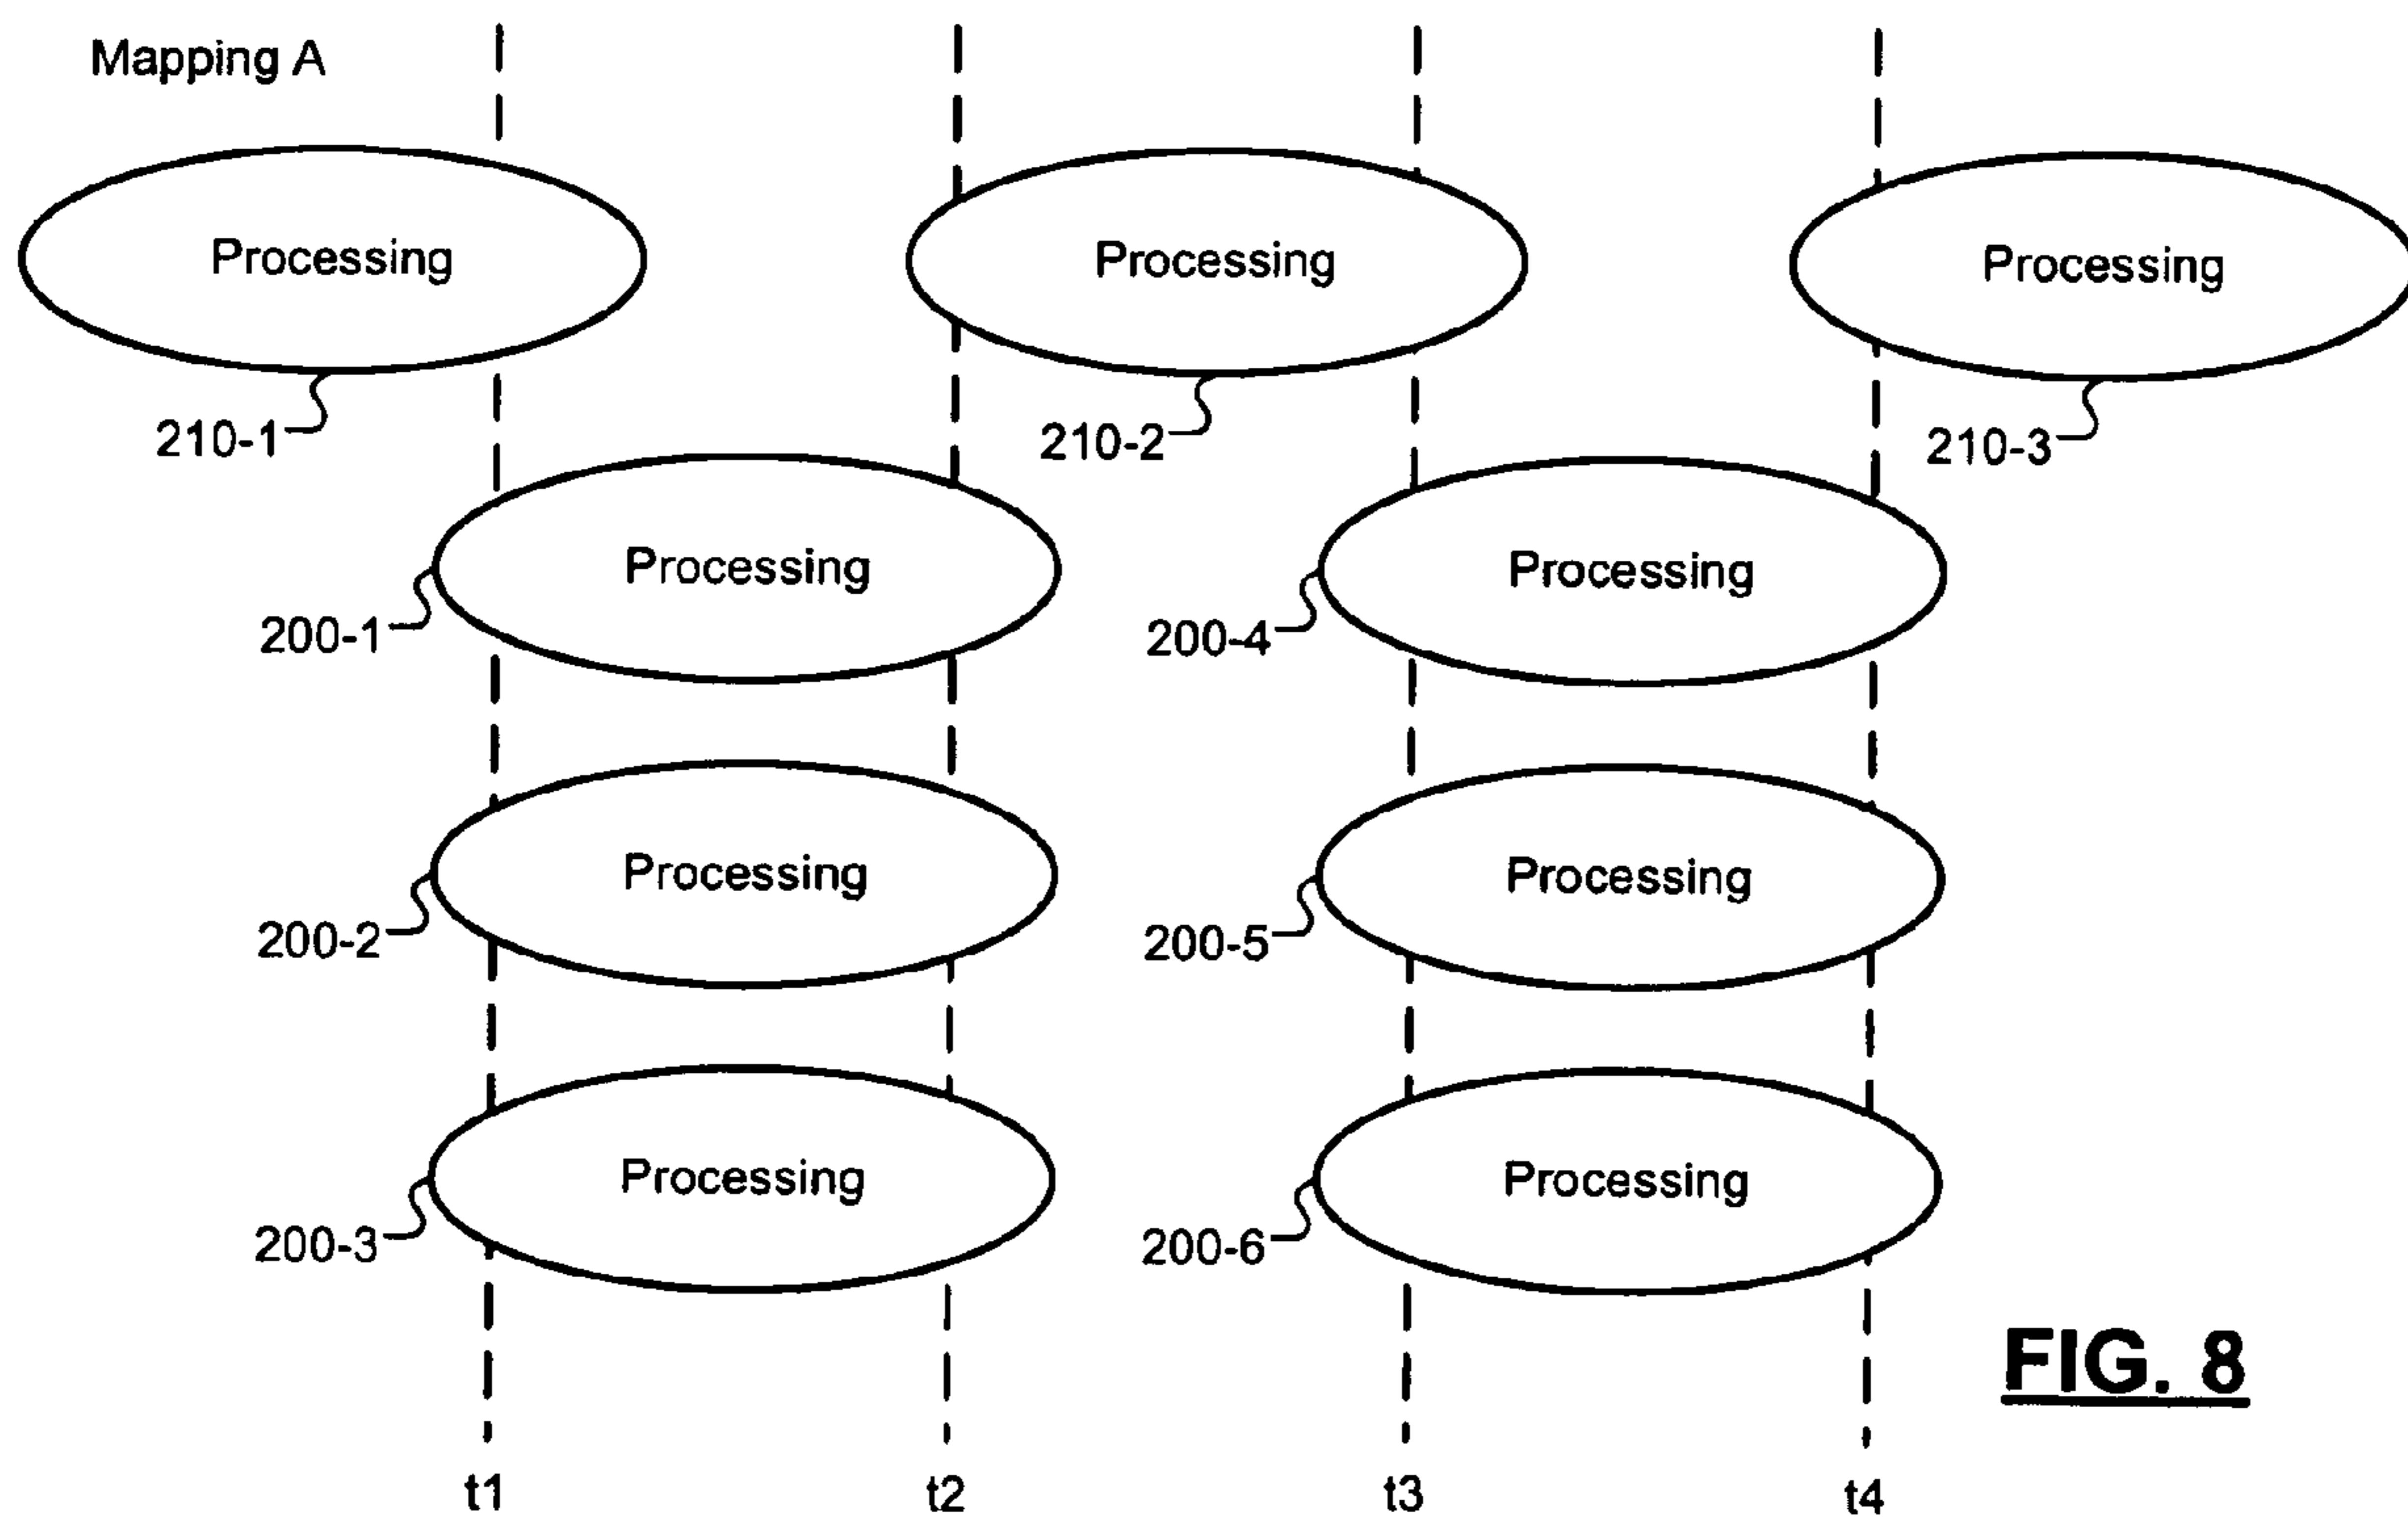 Mapping A
Processing
Processing
Processing
210-1
210-2
210-3
Processing
Processing
200-1
200-4
Processing
Processing
200-2
200-5
Processing
Processing
200-3
200-6
FIG. 8
t1
t2
t3
t4